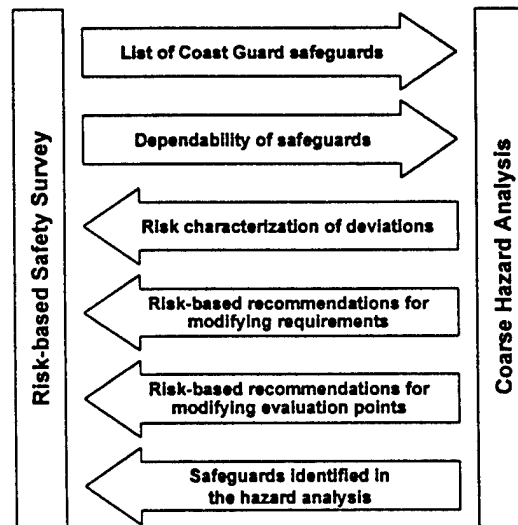 Risk-based Safety Survey
List of Coast Guard safeguards
Dependability of safeguards
Risk characterization of deviations
Risk-based recommendations for
modifying requirements
Risk-based recommendations for
modifying evaluation points
Safeguards identified in
the hazard analysis
Coarse Hazard Analysis